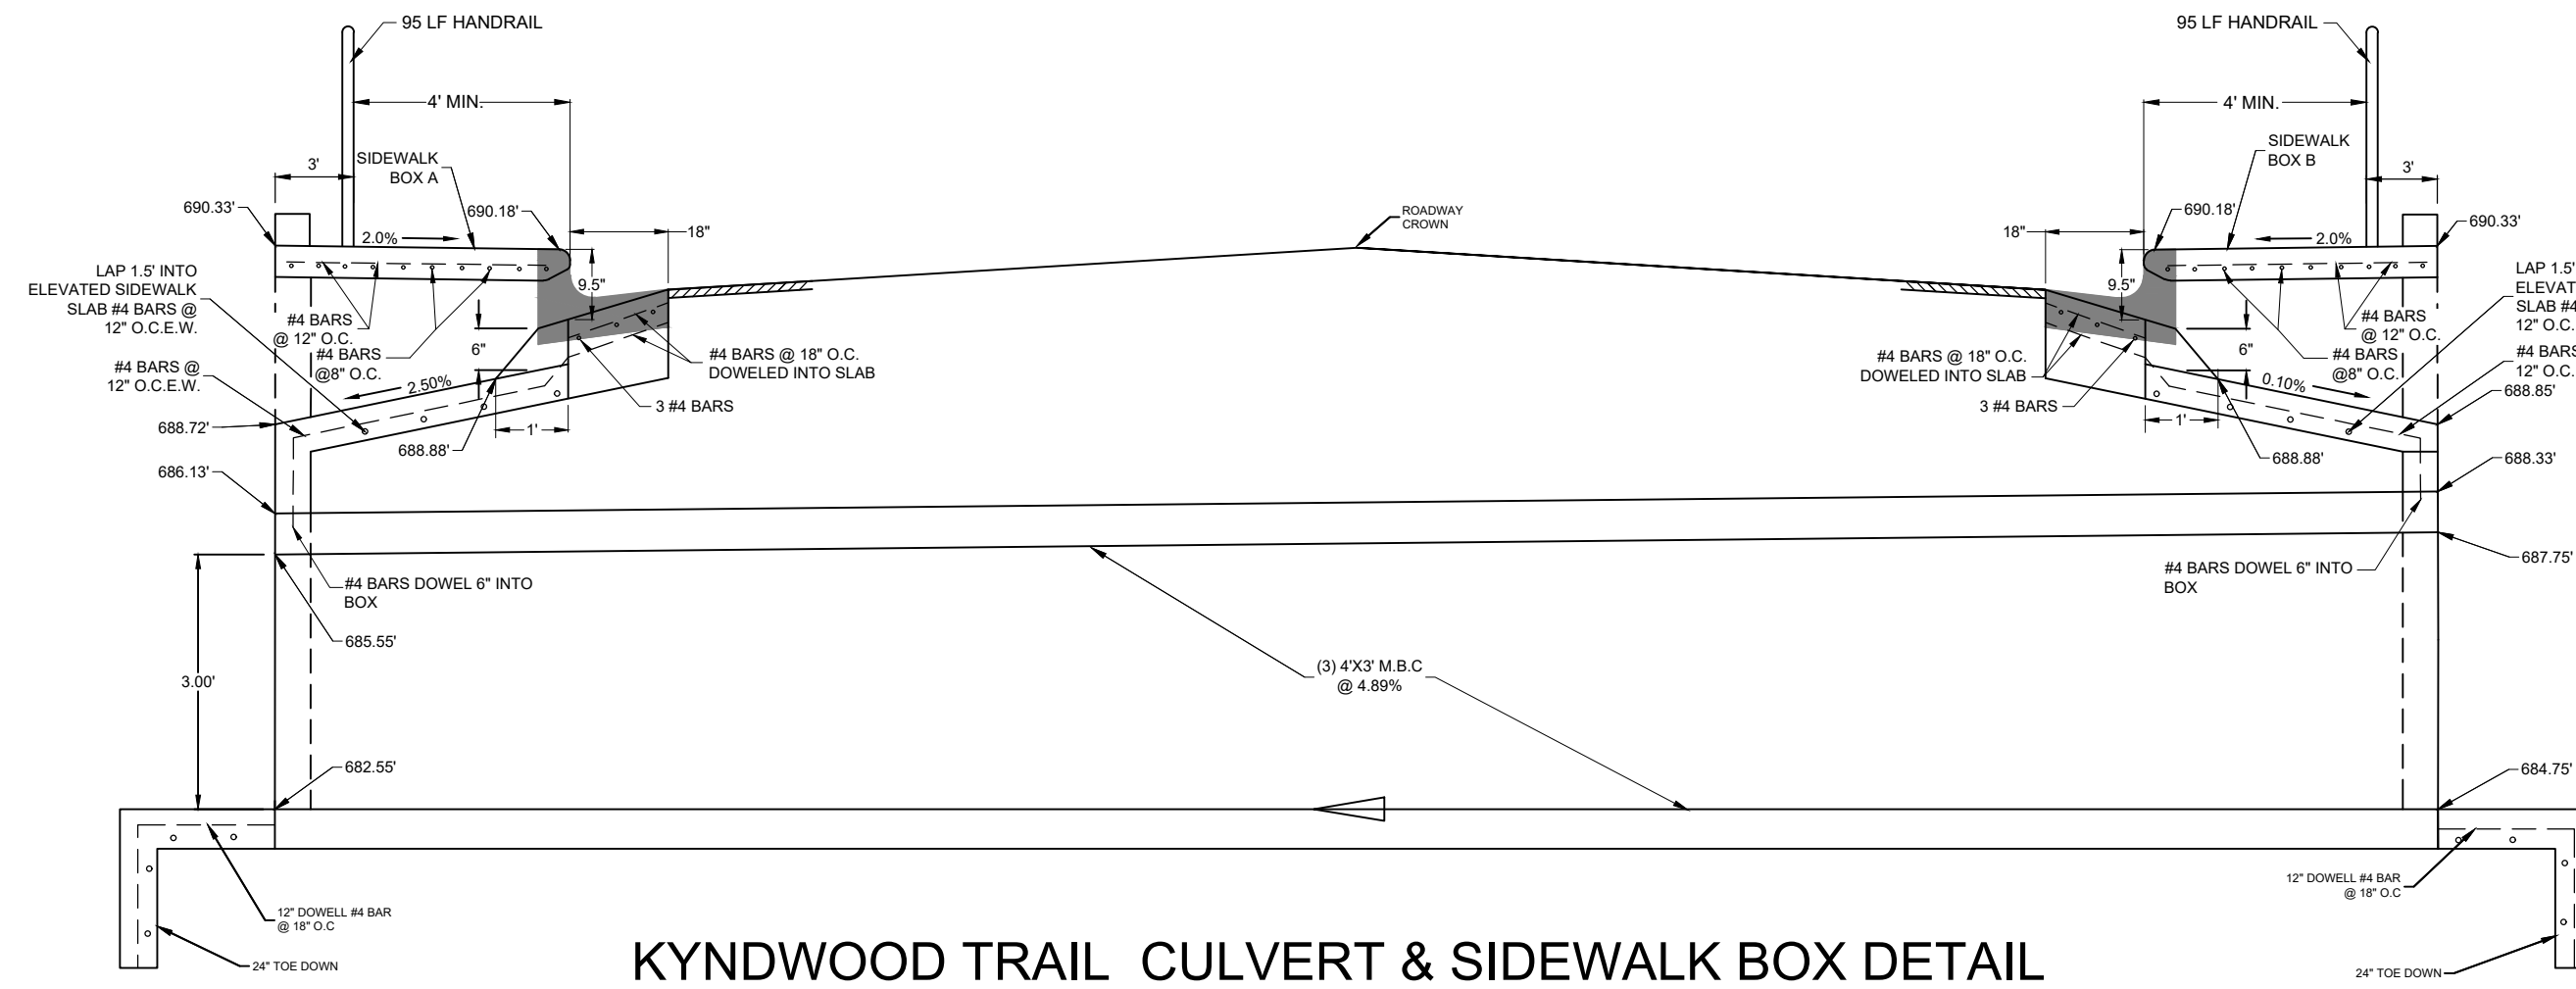 95 LF HANDRAIL
4' MIN.
3'
SIDEWALK
BOX A
690.33'
690.18'
2.0%
18"
9.5"
LAP 1.5' INTO
ELEVATED SIDEWALK
SLAB #4 BARS @
12" O.C.E.W.
#4 BARS
@ 12" O.C.
#4 BARS
@8" O.C.
6"
#4 BARS @ 18" O.C.
DOWELED INTO SLAB
#4 BARS @
12" O.C.E.W.
2.50%
3 #4 BARS
688.72'
1'
688.88'
686.13'
#4 BARS DOWEL 6" INTO
BOX
685.55'
3.00'
682.55'
12" DOWELL #4 BAR
@ 18" O.C
24" TOE DOWN
ROADWAY
CROWN
(3) 4'X3' M.B.C
@ 4.89%
95 LF HANDRAIL
4' MIN.
SIDEWALK
BOX B
3'
690.18'
690.33'
18"
2.0%
9.5"
LAP 1.5'
ELEVAT
SLAB #4
12" O.C.
#4 BARS
@ 12" O.C.
6"
#4 BARS
@8" O.C.
#4 BARS
12" O.C.
#4 BARS @ 18" O.C.
DOWELED INTO SLAB
0.10%
688.85'
3 #4 BARS
1'
688.88'
688.33'
687.75'
#4 BARS DOWEL 6" INTO
BOX
684.75'
12" DOWELL #4 BAR
@ 18" O.C
24" TOE DOWN
KYNDWOOD TRAIL CULVERT & SIDEWALK BOX DETAIL